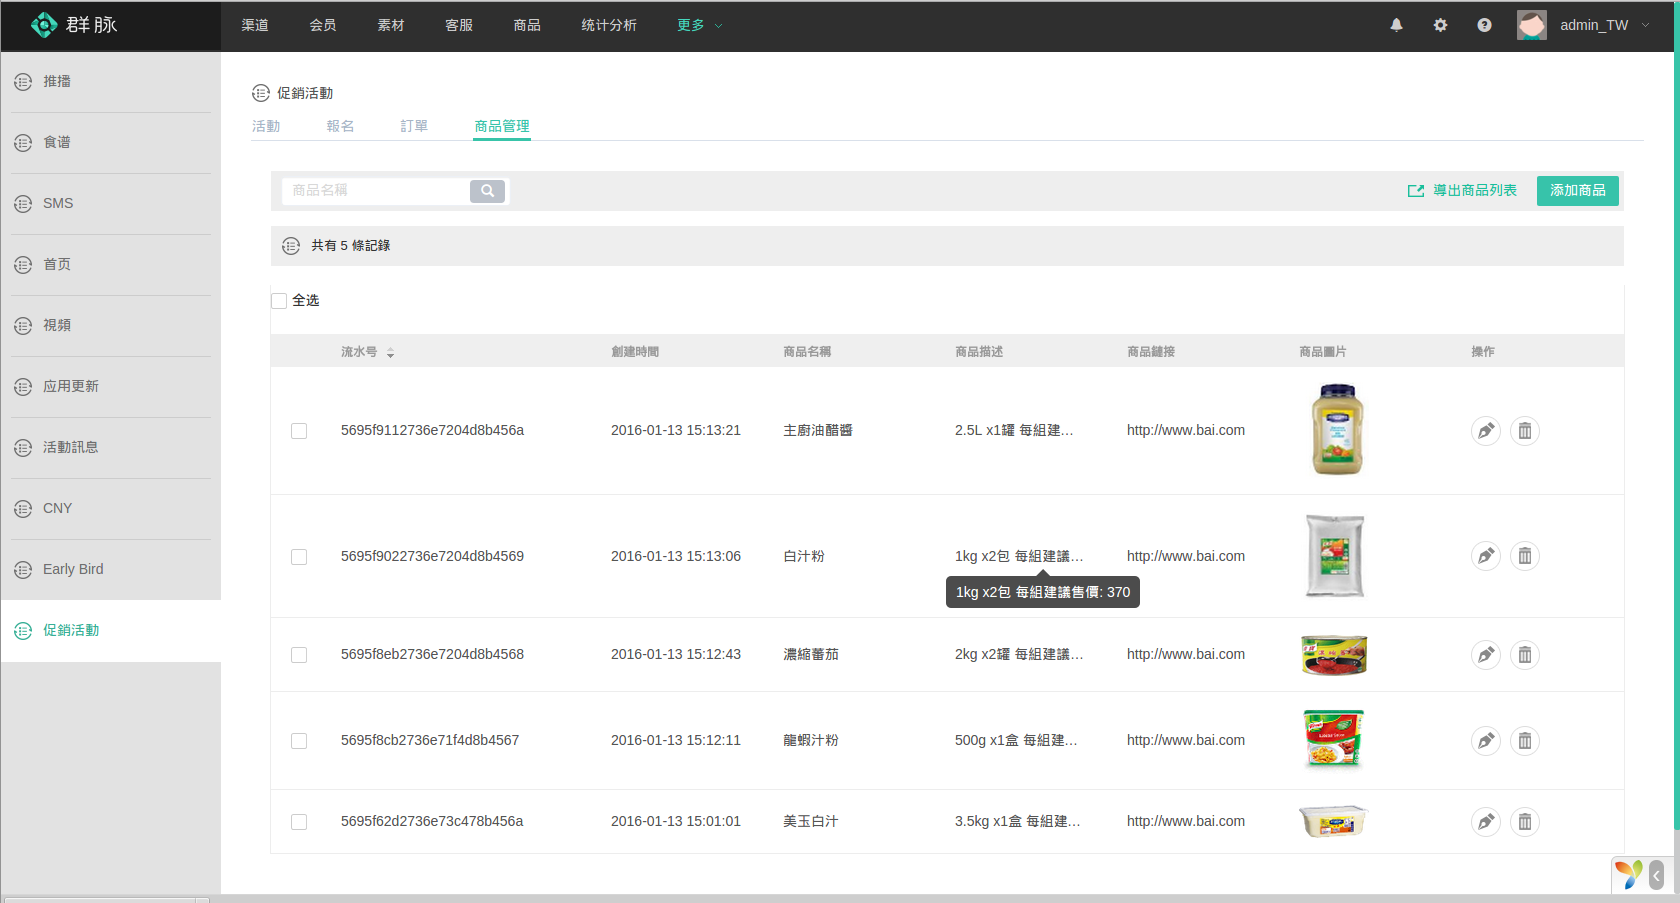 群脉 渠道 会员 素材 客服 商品 统计分析 更多 admin_TW
推播
食谱
SMS
首页
視頻
应用更新
活動訊息
CNY
Early Bird
促銷活動
促銷活動
活動 報名 訂單 商品管理
商品名稱 導出商品列表 添加商品
共有 5 條記錄
全选
流水号 創建時間 商品名稱 商品描述 商品鏈接 商品圖片 操作
5695f9112736e7204d8b456a 2016-01-13 15:13:21 主廚油醋醬 2.5L x1罐 每組建… http://www.bai.com
5695f9022736e7204d8b4569 2016-01-13 15:13:06 白汁粉 1kg x2包 每組建議… http://www.bai.com
1kg x2包 每組建議售價: 370
5695f8eb2736e7204d8b4568 2016-01-13 15:12:43 濃縮蕃茄 2kg x2罐 每組建議… http://www.bai.com
5695f8cb2736e71f4d8b4567 2016-01-13 15:12:11 龍蝦汁粉 500g x1盒 每組建… http://www.bai.com
Knorr
5695f62d2736e73c478b456a 2016-01-13 15:01:01 美玉白汁 3.5kg x1盒 每組建… http://www.bai.com